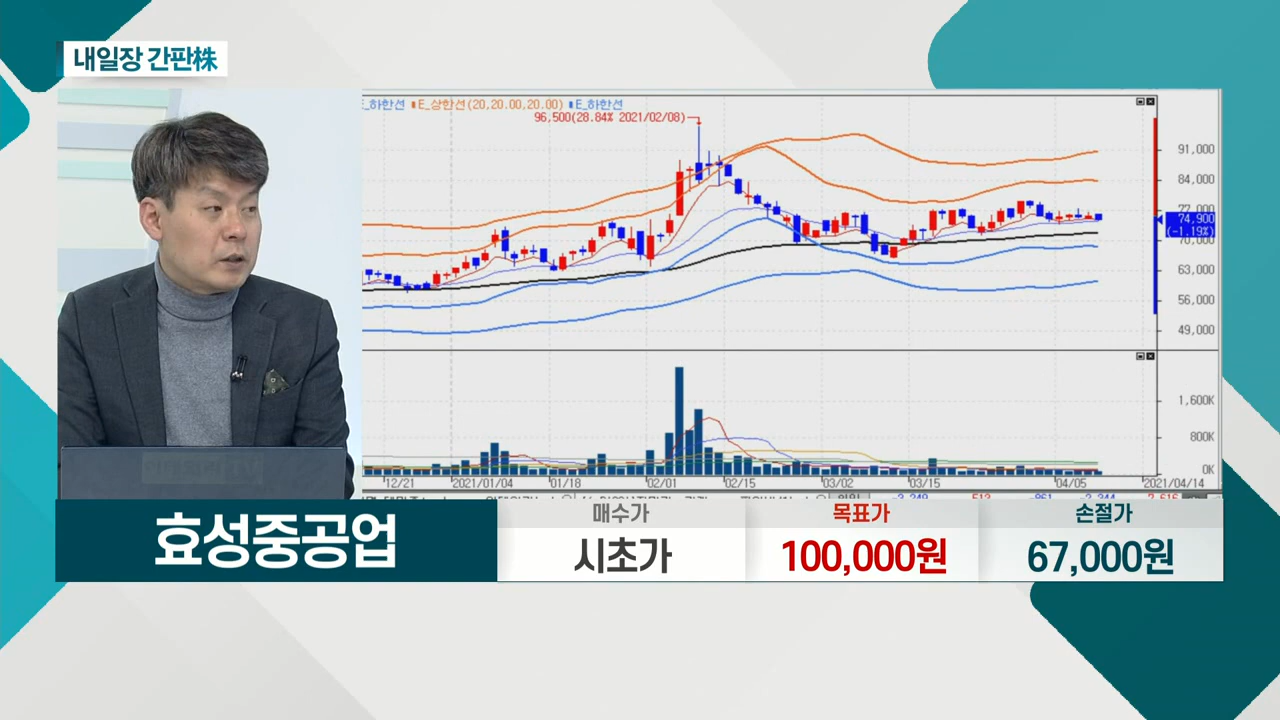 내일장 간판株
E_하한선 E_상한선(20,20.00,20.00) E_하한선
96,500(28.84% 2021/02/08)
91,000
84,000
77,000
74,900
(-1.19%)
70,000
63,000
56,000
49,000
1,600K
800K
0K
12/21 2021/01/04 01/18 02/01 02/15 03/02 03/15 04/05 2021/04/14
효성중공업
매수가 목표가 손절가
시초가 100,000원 67,000원